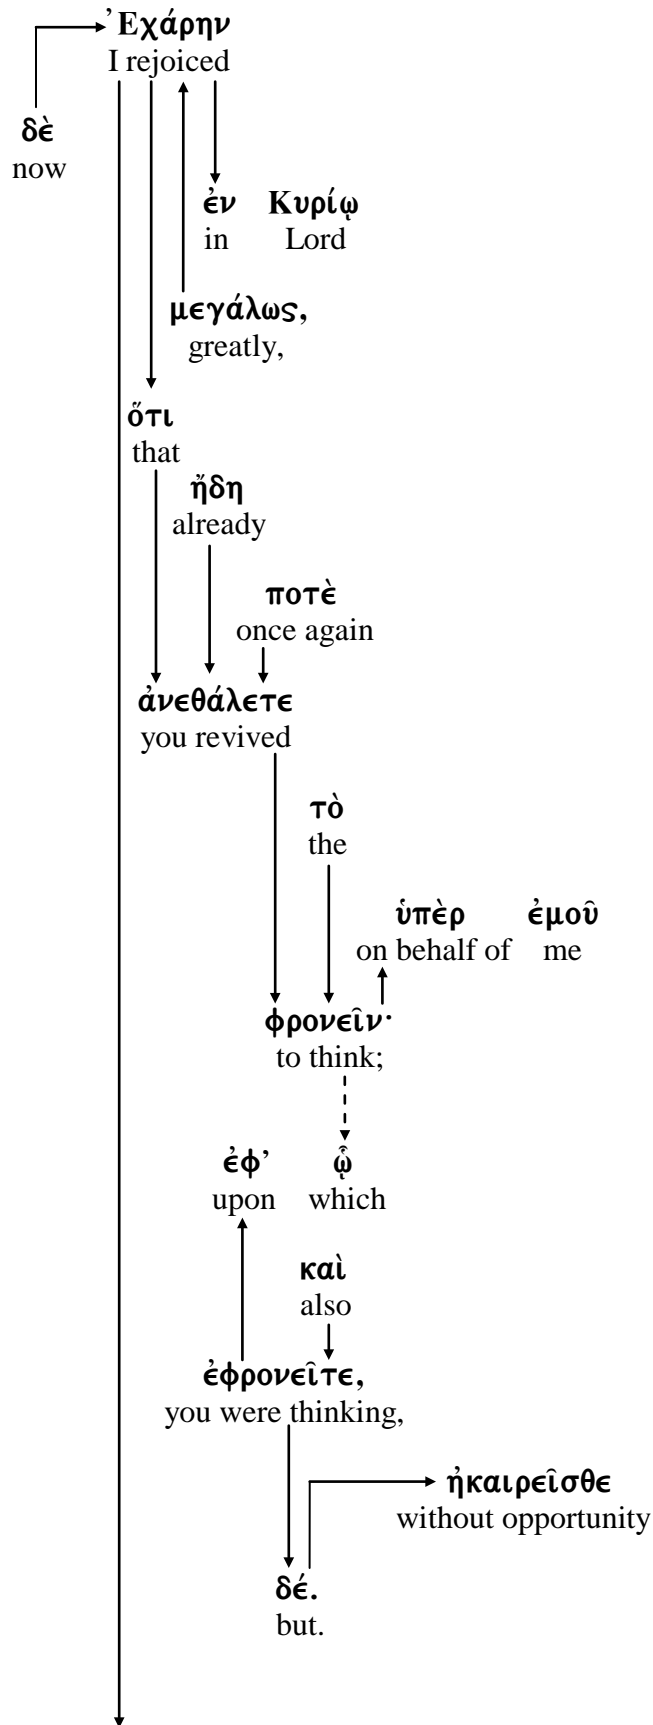 Ἐχάρην
I rejoiced
δὲ
now
ἐν Κυρίῳ
in Lord
μεγάλως,
greatly,
ὅτι
that
ἤδη
already
ποτὲ
once again
ἀνεθάλετε
you revived
τὸ
the
ὑπὲρ ἐμοῦ
on behalf of me
φρονεῖν·
to think;
ἐφ’ ᾧ
upon which
καὶ
also
ἐφρονεῖτε,
you were thinking,
ἠκαιρεῖσθε
without opportunity
δέ.
but.